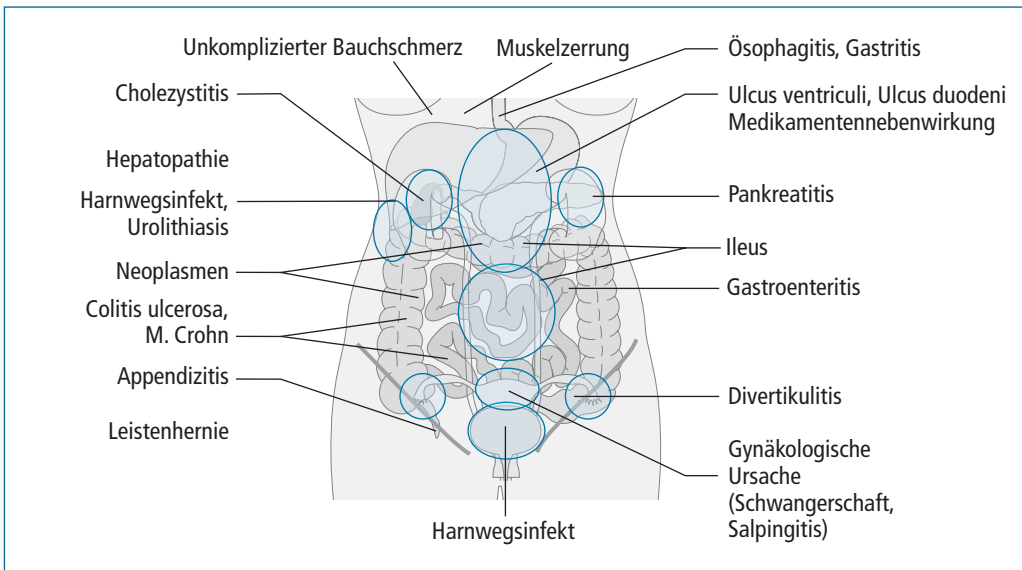 Unkomplizierter Bauchschmerz
Muskelzerrung
Ösophagitis, Gastritis
Cholezystitis
Ulcus ventriculi, Ulcus duodeni
Medikamentennebenwirkung
Hepatopathie
Harnwegsinfekt,
Urolithiasis
Pankreatitis
Neoplasmen
Ileus
Gastroenteritis
Colitis ulcerosa,
M. Crohn
Appendizitis
Divertikulitis
Leistenhernie
Gynäkologische
Ursache
(Schwangerschaft,
Salpingitis)
Harnwegsinfekt